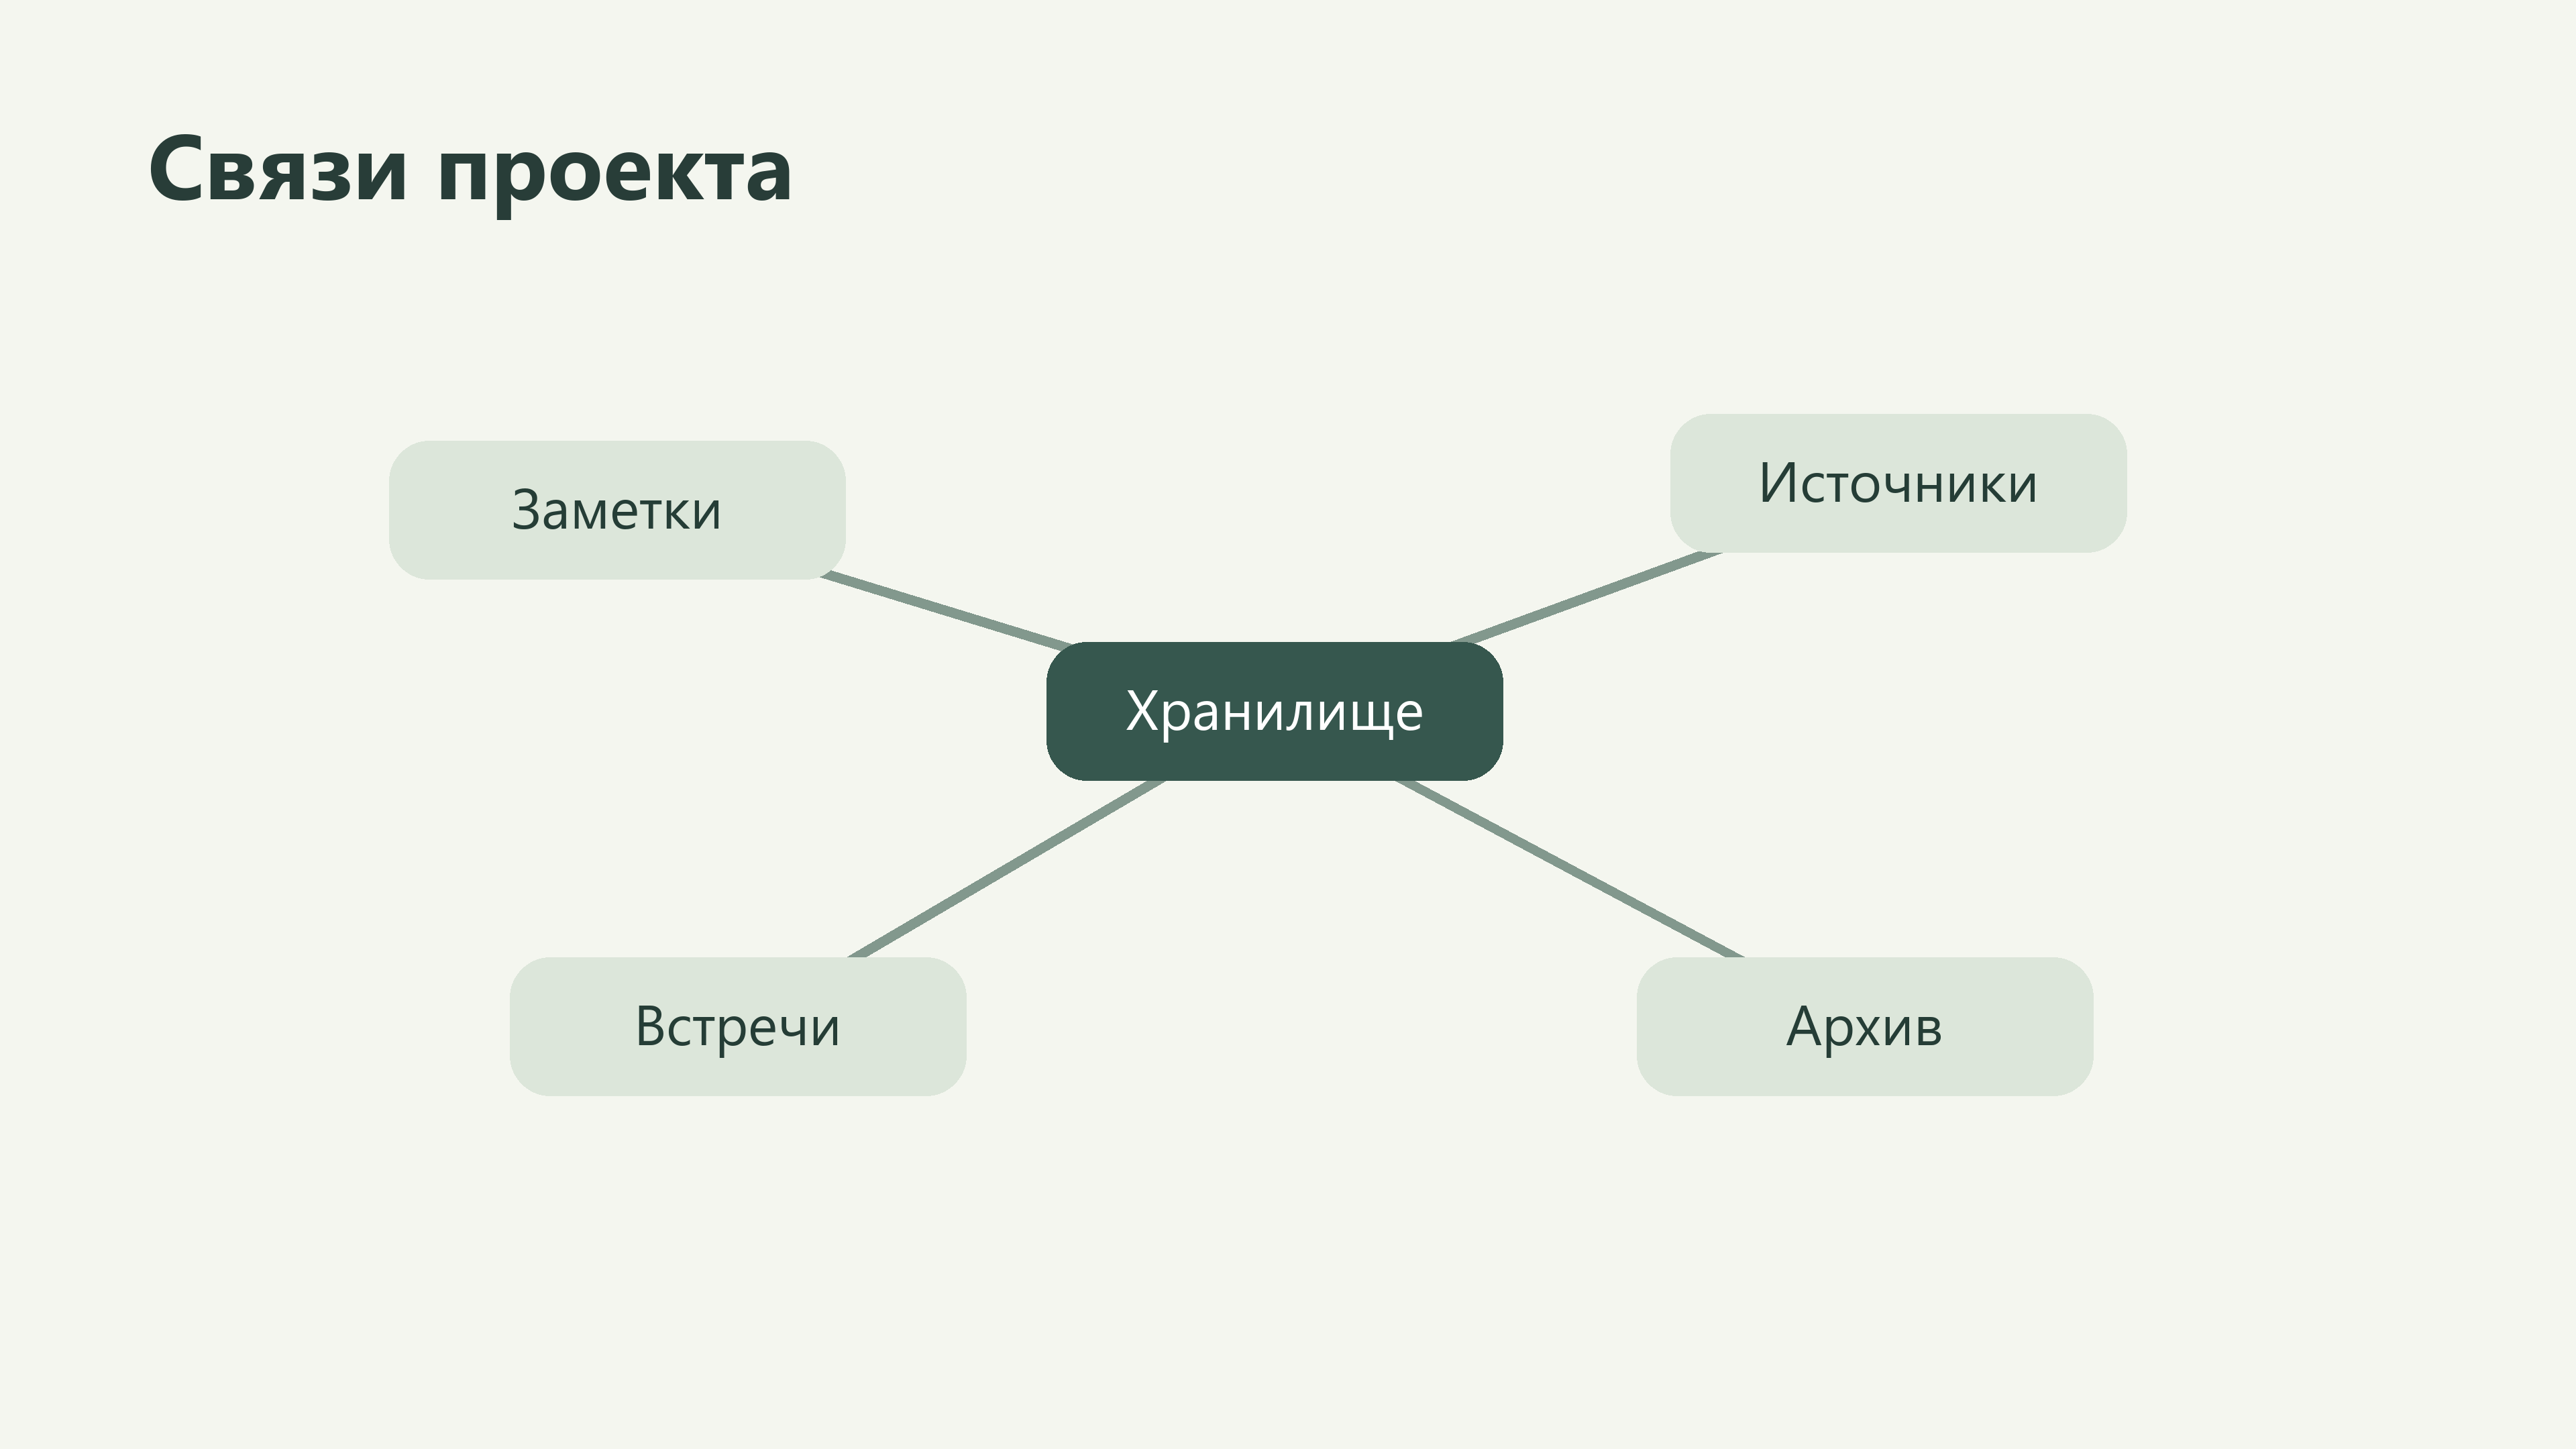 Связи проекта
Заметки
Источники
Хранилище
Встречи
Архив